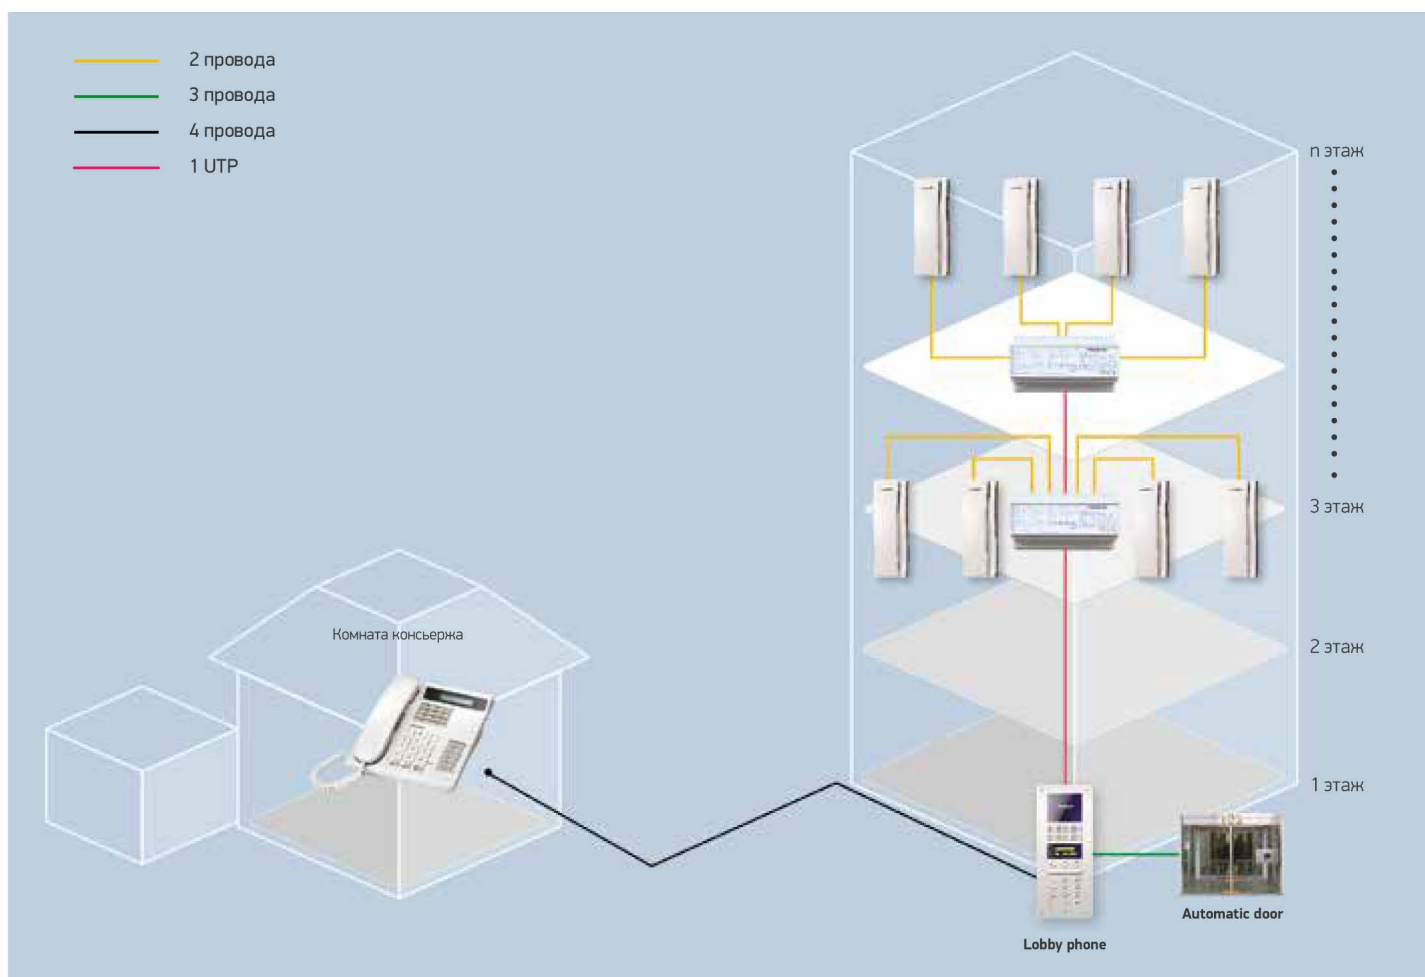 2 провода
3 провода
4 провода
1 UTP
n этаж
3 этаж
Комната консьержа
2 этаж
1 этаж
Automatic door
Lobby phone